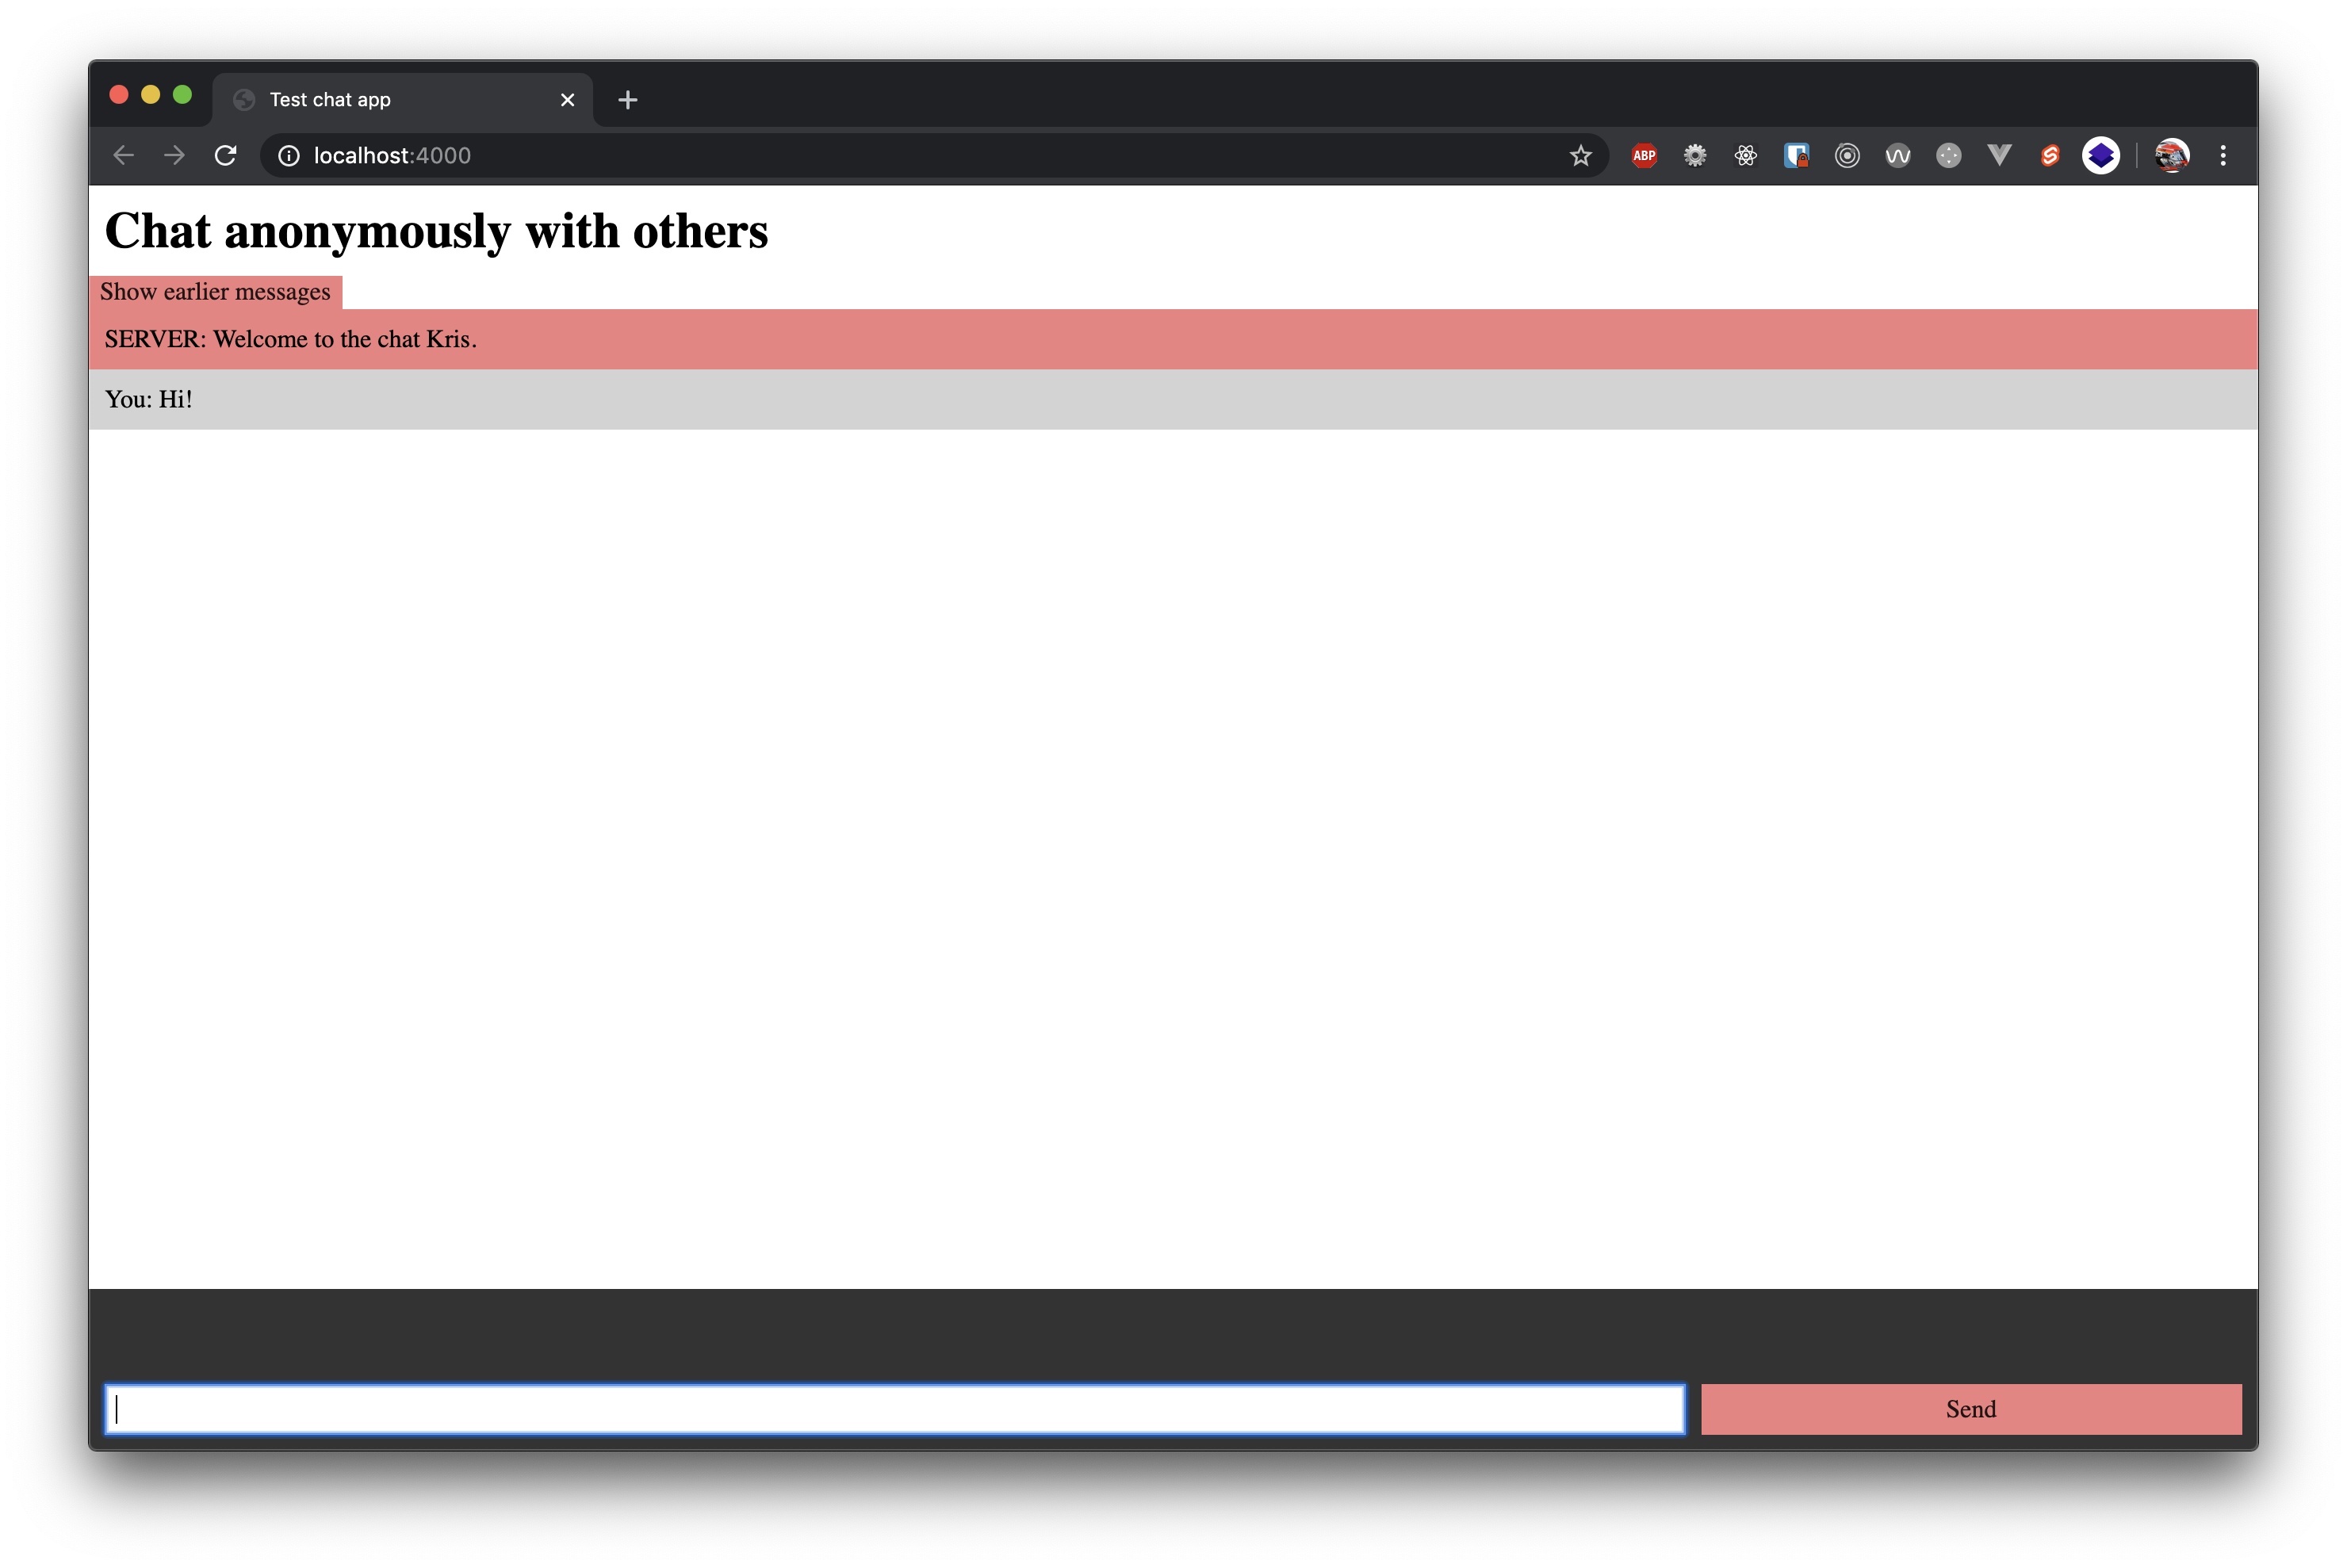 Test chat app
localhost:4000
ABP
Chat anonymously with others
Show earlier messages
SERVER: Welcome to the chat Kris.
You: Hi!
Send